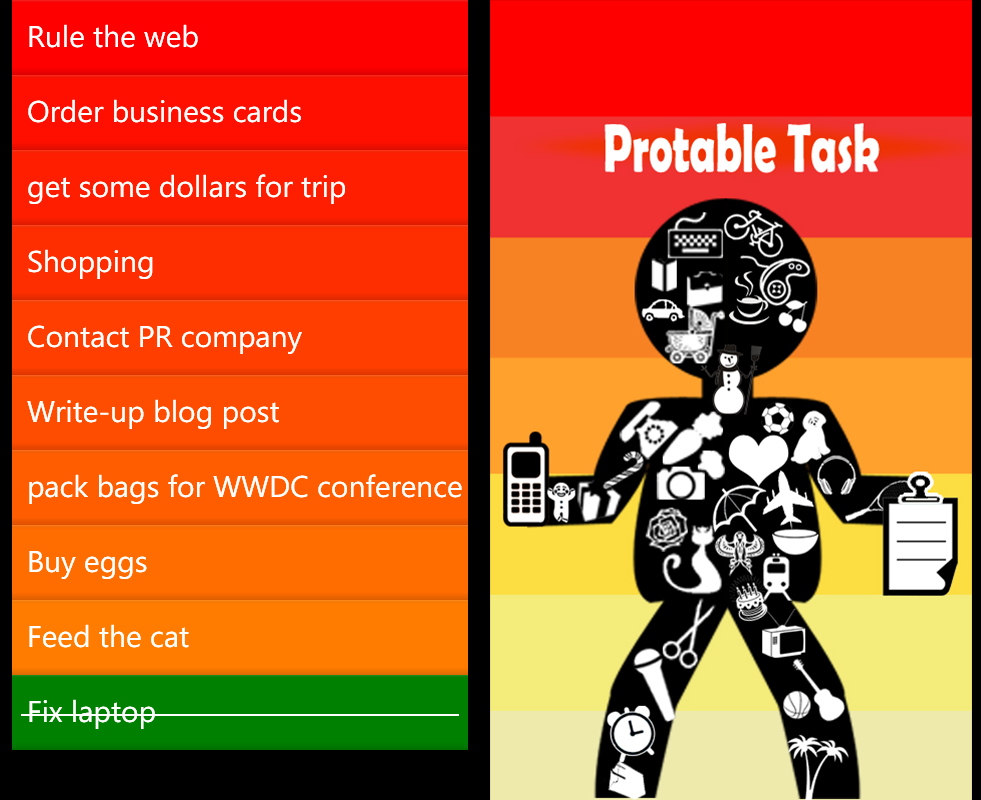 Rule the web
Order business cards
get some dollars for trip
Shopping
Contact PR company
Write-up blog post
pack bags for WWDC conference
Buy eggs
Feed the cat
Fix laptop
Protable Task